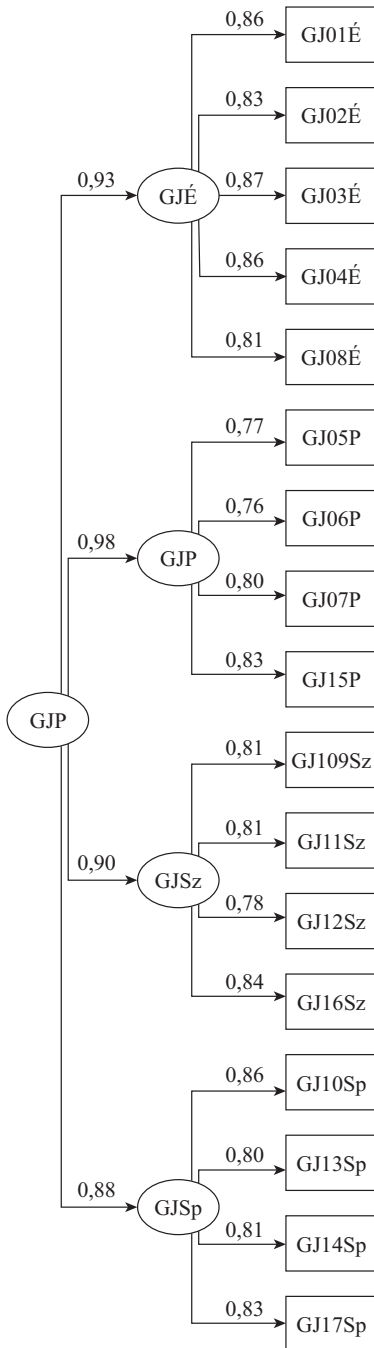 0,86
GJ01É
0,83
GJ02É
0,93
GJÉ
0,87
GJ03É
0,86
GJ04É
0,81
GJ08É
0,77
GJ05P
0,76
GJ06P
0,98
GJP
0,80
GJ07P
0,83
GJ15P
GJP
0,81
GJ109Sz
0,81
GJ11Sz
0,90
GJSz
0,78
GJ12Sz
0,84
GJ16Sz
0,86
GJ10Sp
0,80
GJ13Sp
0,88
GJSp
0,81
GJ14Sp
0,83
GJ17Sp